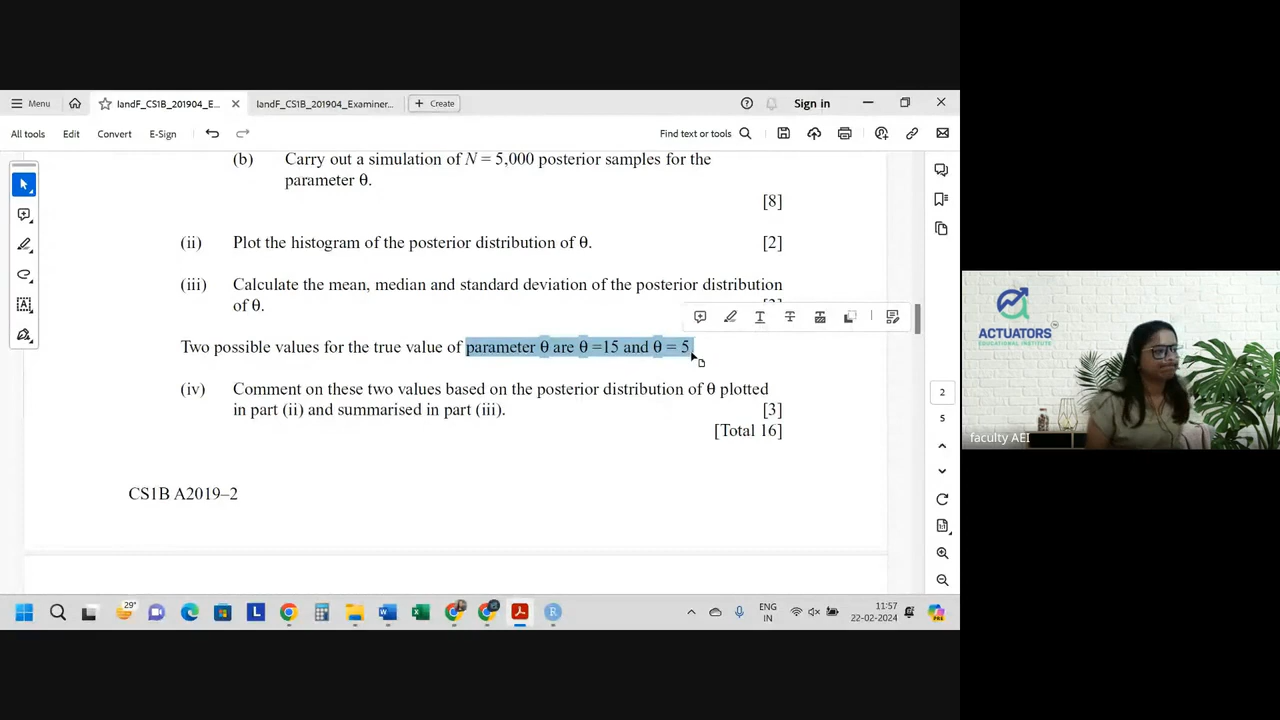 Menu
IandF_CS1B_201904_E...
IandF_CS1B_201904_Examiner...
Create
Sign in
All tools
Edit
Convert
E-Sign
Find text or tools
(b) Carry out a simulation of N = 5,000 posterior samples for the
parameter θ.
[8]
(ii) Plot the histogram of the posterior distribution of θ. [2]
(iii) Calculate the mean, median and standard deviation of the posterior distribution
of θ.
Two possible values for the true value of parameter θ are θ =15 and θ = 5
(iv) Comment on these two values based on the posterior distribution of θ plotted
in part (ii) and summarised in part (iii). [3]
[Total 16]
CS1B A2019–2
2
5
ACTUATORS
EDUCATIONAL INSTITUTE
faculty AEI
29°
ENG
IN
11:57
22-02-2024